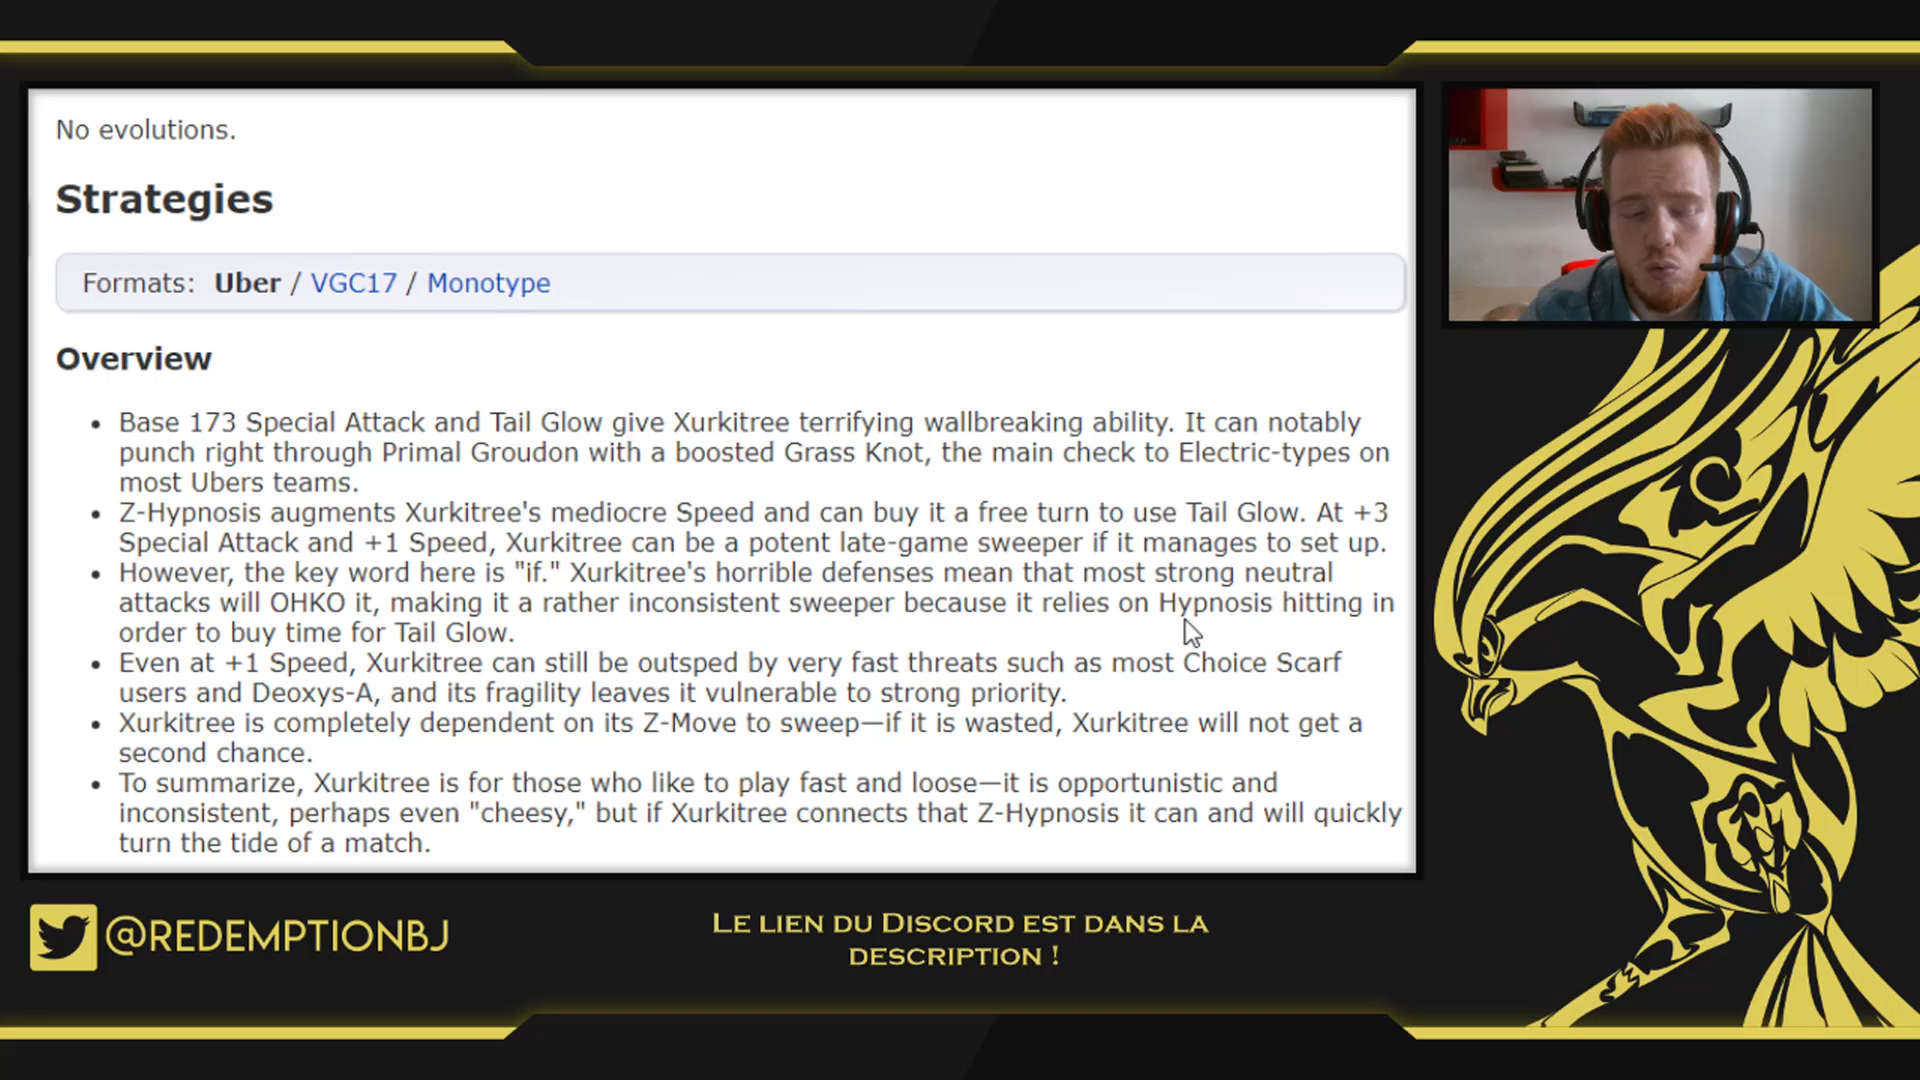 No evolutions.
Strategies
Formats: Uber / VGC17 / Monotype
Overview
• Base 173 Special Attack and Tail Glow give Xurkitree terrifying wallbreaking ability. It can notably
punch right through Primal Groudon with a boosted Grass Knot, the main check to Electric-types on
most Ubers teams.
• Z-Hypnosis augments Xurkitree's mediocre Speed and can buy it a free turn to use Tail Glow. At +3
Special Attack and +1 Speed, Xurkitree can be a potent late-game sweeper if it manages to set up.
• However, the key word here is "if." Xurkitree's horrible defenses mean that most strong neutral
attacks will OHKO it, making it a rather inconsistent sweeper because it relies on Hypnosis hitting in
order to buy time for Tail Glow.
• Even at +1 Speed, Xurkitree can still be outsped by very fast threats such as most Choice Scarf
users and Deoxys-A, and its fragility leaves it vulnerable to strong priority.
• Xurkitree is completely dependent on its Z-Move to sweep—if it is wasted, Xurkitree will not get a
second chance.
• To summarize, Xurkitree is for those who like to play fast and loose—it is opportunistic and
inconsistent, perhaps even "cheesy," but if Xurkitree connects that Z-Hypnosis it can and will quickly
turn the tide of a match.
@REDEMPTIONBJ
LE LIEN DU DISCORD EST DANS LA
DESCRIPTION !